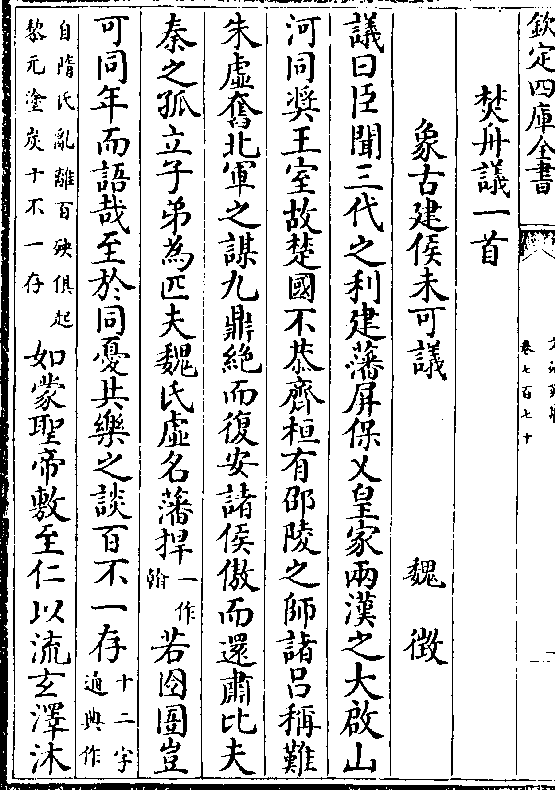 欽定四庫全書
卷七百七十
焚舟議一首
象古建侯未可議　魏徵
議曰臣聞三代之利建藩屏保乂皇家兩漢之大啟山
河同奨王室故楚國不恭齊桓有邵陵之師諸吕稱難
朱虛奮北軍之謀九鼎絶而復安諸侯傲而還肅比夫
秦之孤立子弟為匹夫魏氏虛名藩捍一作翰若囹圄豈
可同年而語哉至於同憂共樂之談百不一存十二字通典作
自隋氏亂離百殃俱起黎元塗炭十不一存如蒙聖帝敷至仁以流玄澤沐